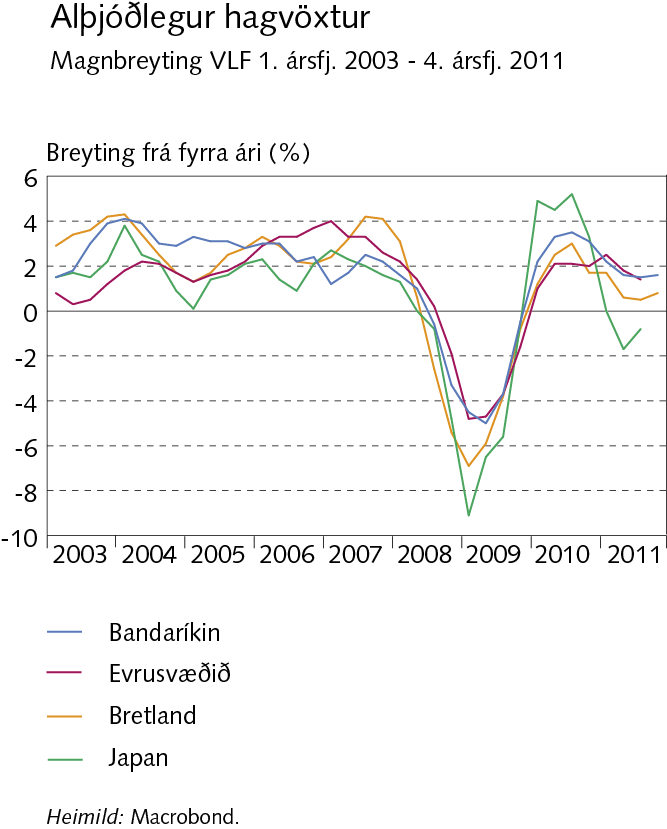 Alþjóðlegur hagvöxtur
Magnbreyting VLF 1. ársfj. 2003 - 4. ársfj. 2011
Breyting frá fyrra ári (%)
6
4
2
0
-2
-4
-6
-8
-10
2003 2004 2005 2006 2007 2008 2009 2010 2011
Bandaríkin
Evrusvæðið
Bretland
Japan
Heimild: Macrobond.